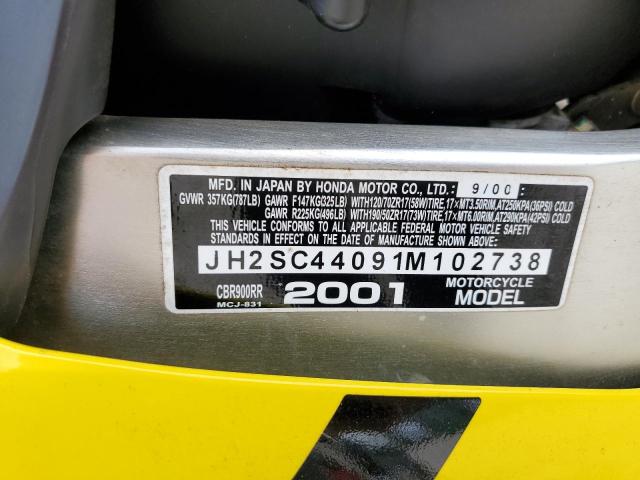 MFD. IN JAPAN BY HONDA MOTOR CO., LTD.: 9/00
GVWR 357KG(787LB) GAWR F147KG(325LB) WITH120/70ZR17(58W)TIRE,17×MT3.50RIM,AT250KPA(36PSI) COLD
GAWR R225KG(496LB) WITH190/50ZR17(73W)TIRE,17×MT6.00RIM,AT290KPA(42PSI) COLD
THIS VEHICLE CONFORMS TO ALL APPLICABLE FEDERAL MOTOR VEHICLE SAFETY
STANDARDS IN EFFECT ON THE DATE OF MANUFACTURE SHOWN ABOVE.
JH2SC44091M102738
CBR900RR 2001 MOTORCYCLE
MCJ-831 MODEL